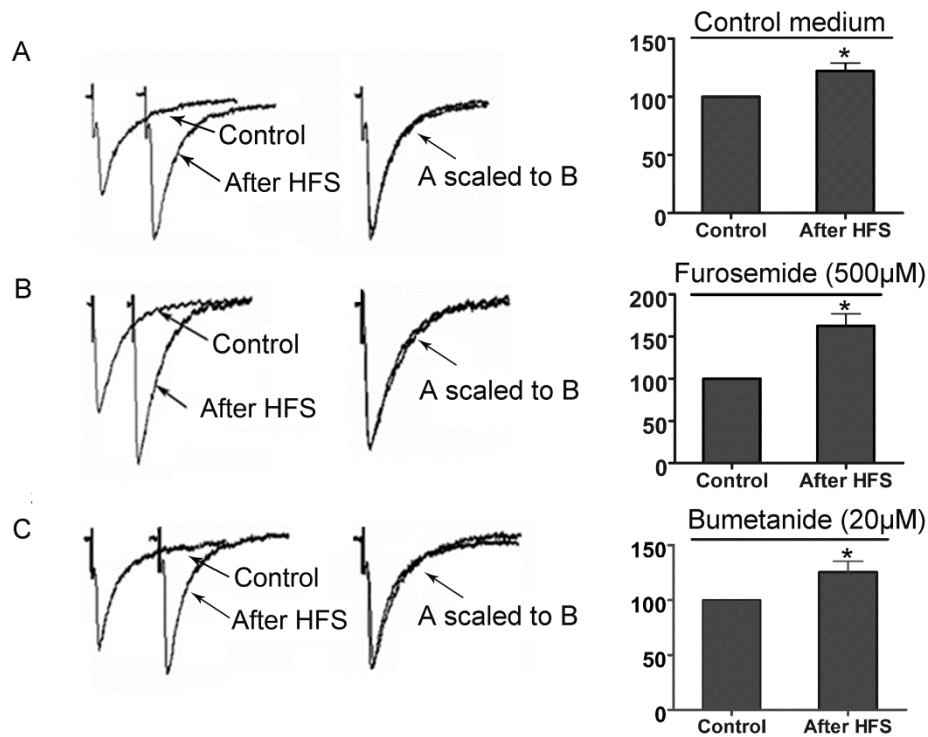 A
Control
After HFS
A scaled to B
Control medium
150
100
50
0
Control After HFS
B
Control
After HFS
A scaled to B
Furosemide (500µM)
200
150
100
50
0
Control After HFS
C
Control
After HFS
A scaled to B
Bumetanide (20µM)
150
100
50
0
Control After HFS
*
*
*